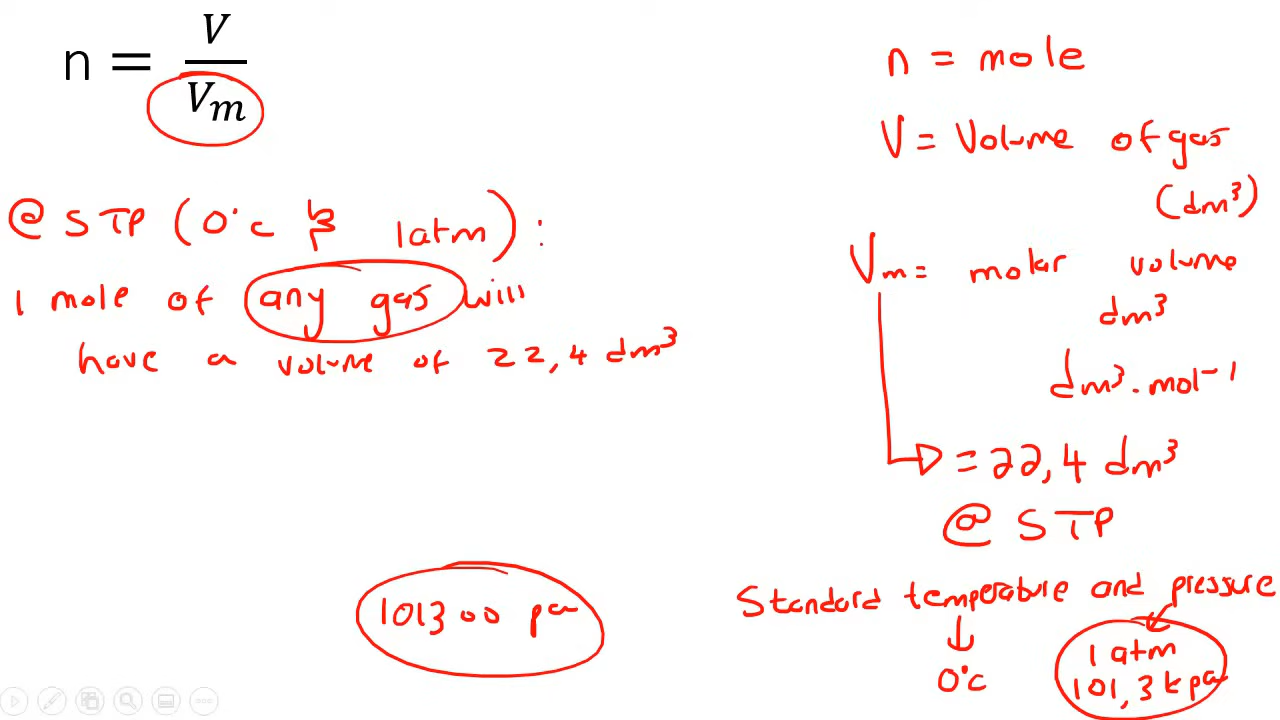 n = V / Vm
@ STP (0°c & 1atm) :
1 mole of any gas will
have a volume of 22,4 dm³
101300 pa
n = mole
V = Volume of gas
(dm³)
Vm = molar volume
dm³
dm³.mol⁻¹
= 22,4 dm³
@ STP
Standard temperature and pressure
0°c
1 atm
101,3 kpa